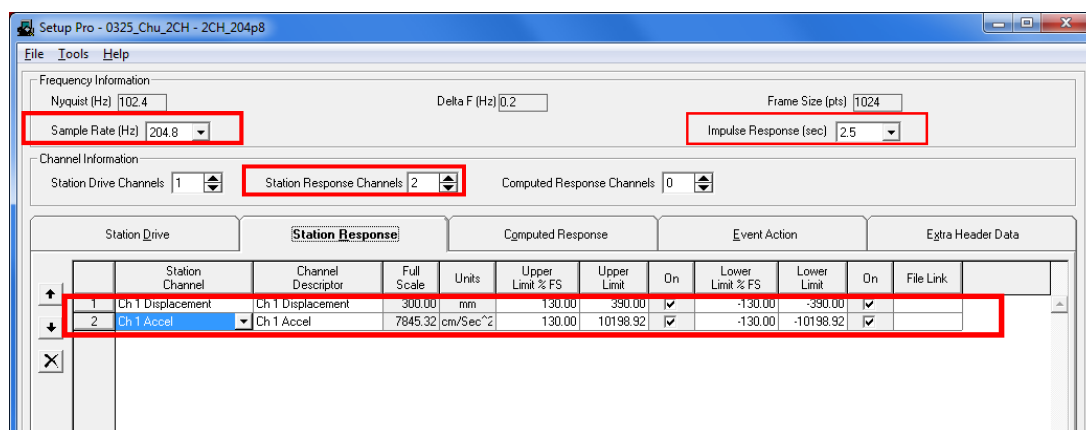 Setup Pro - 0325_Chu_2CH - 2CH_204p8
File Tools Help
Frequency Information
Nyquist (Hz) 102.4 Delta F (Hz) 0.2 Frame Size (pts) 1024
Sample Rate (Hz) 204.8 Impulse Response (sec) 2.5
Channel Information
Station Drive Channels 1 Station Response Channels 2 Computed Response Channels 0
Station Drive Station Response Computed Response Event Action Extra Header Data
Station Channel Channel Descriptor Full Scale Units Upper Limit % FS Upper Limit On Lower Limit % FS Lower Limit On File Link
1 Ch 1 Displacement Ch 1 Displacement 300.00 mm 130.00 390.00 -130.00 -390.00
2 Ch 1 Accel Ch 1 Accel 7845.32 cm/Sec^2 130.00 10198.92 -130.00 -10198.92